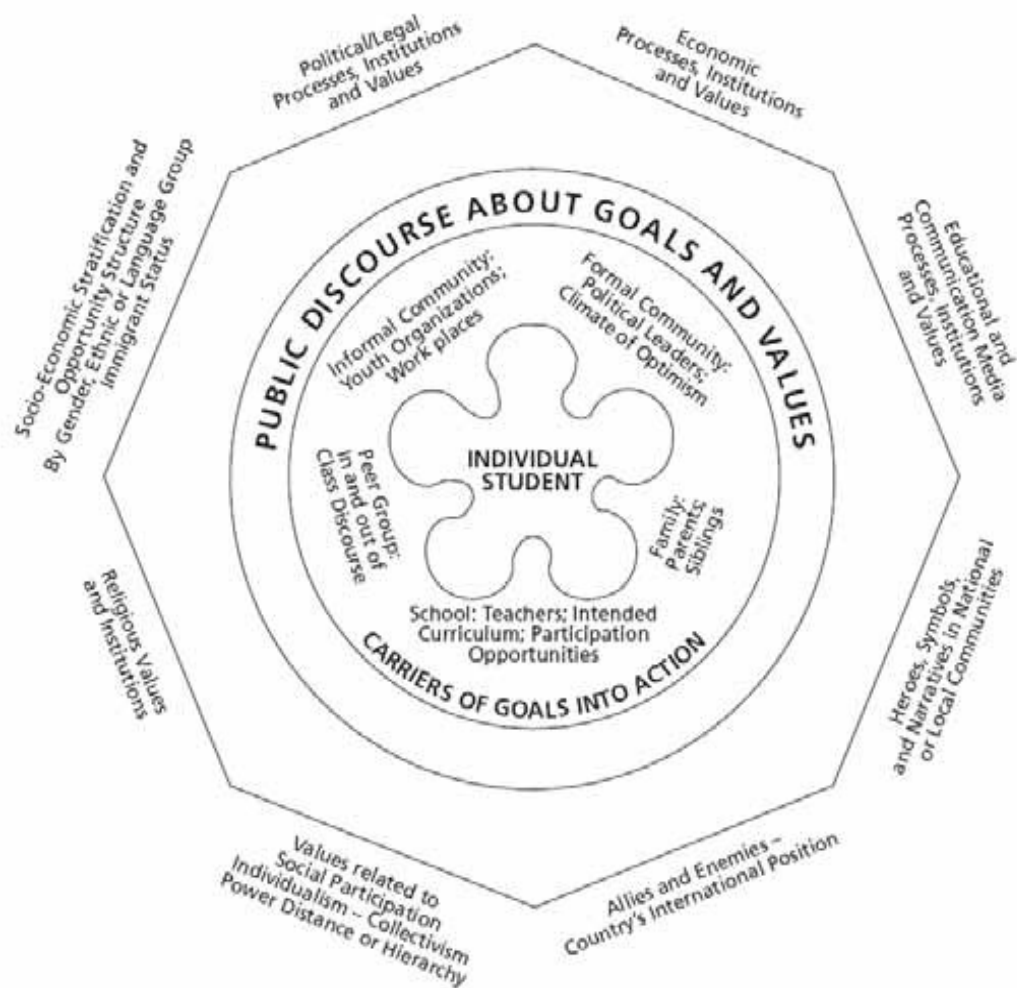 Political/Legal
Processes, Institutions
and Values
Economic
Processes, Institutions
and Values
Socio-Economic Stratification and
Opportunity Structure
By Gender, Ethnic or Language Group
Immigrant Status
Educational and
Communication Media
Processes, Institutions
and Values
PUBLIC DISCOURSE ABOUT GOALS AND VALUES
Informal Community:
Youth Organizations;
Work places
Formal Community:
Political Leaders;
Climate of Optimism
INDIVIDUAL
STUDENT
Peer Group:
in and out of
Class Discourse
Family:
Parents;
Siblings
School: Teachers; Intended
Curriculum; Participation
Opportunities
CARRIERS OF GOALS INTO ACTION
Religious Values
and Institutions
Heroes, Symbols,
and Narratives in National
or Local Communities
Values related to
Social Participation
Individualism – Collectivism
Power Distance or Hierarchy
Allies and Enemies –
Country's International Position